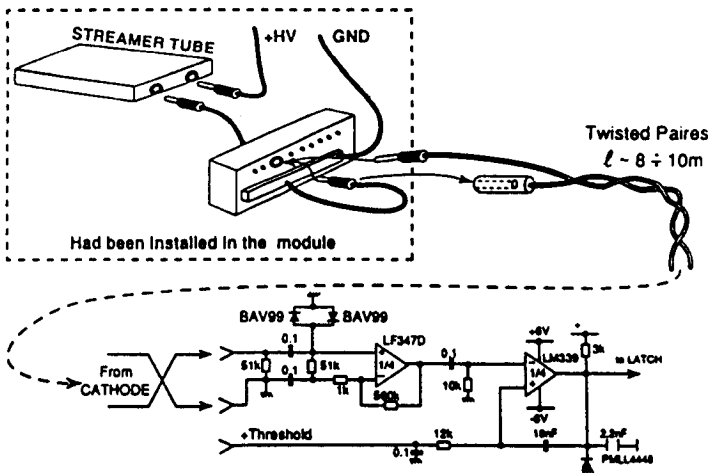 STREAMER TUBE
+HV
GND
Twisted Paires
ℓ ~ 8 ÷ 10m
Had been installed in the module
BAV99
BAV99
0.1
LF347D
51k
51k
1/4
0.1
1k
560k
0.1
10k
+6V
LM339
1/4
-6V
+
3k
to LATCH
From
CATHODE
+Threshold
0.1
12k
18nF
2.2nF
PMLL4448